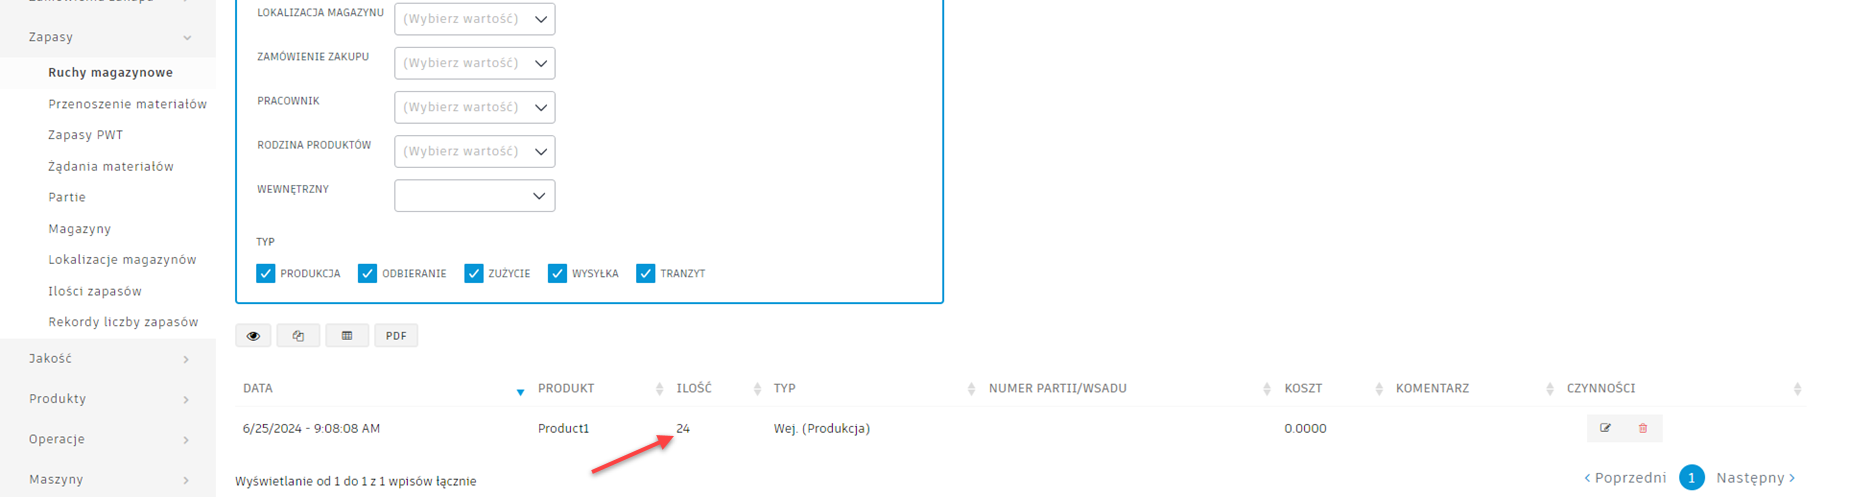 Zapasy
Ruchy magazynowe
Przenoszenie materiałów
Zapasy PWT
Żądania materiałów
Partie
Magazyny
Lokalizacje magazynów
Ilości zapasów
Rekordy liczby zapasów
Jakość
Produkty
Operacje
Maszyny
LOKALIZACJA MAGAZYNU (Wybierz wartość)
ZAMÓWIENIE ZAKUPU (Wybierz wartość)
PRACOWNIK (Wybierz wartość)
RODZINA PRODUKTÓW (Wybierz wartość)
WEWNĘTRZNY
TYP
PRODUKCJA ODBIERANIE ZUŻYCIE WYSYŁKA TRANZYT
PDF
DATA PRODUKT ILOŚĆ TYP NUMER PARTII/WSADU KOSZT KOMENTARZ CZYNNOŚCI
6/25/2024 - 9:08:08 AM Product1 24 Wej. (Produkcja) 0.0000
Wyświetlanie od 1 do 1 z 1 wpisów łącznie
Poprzedni 1 Następny